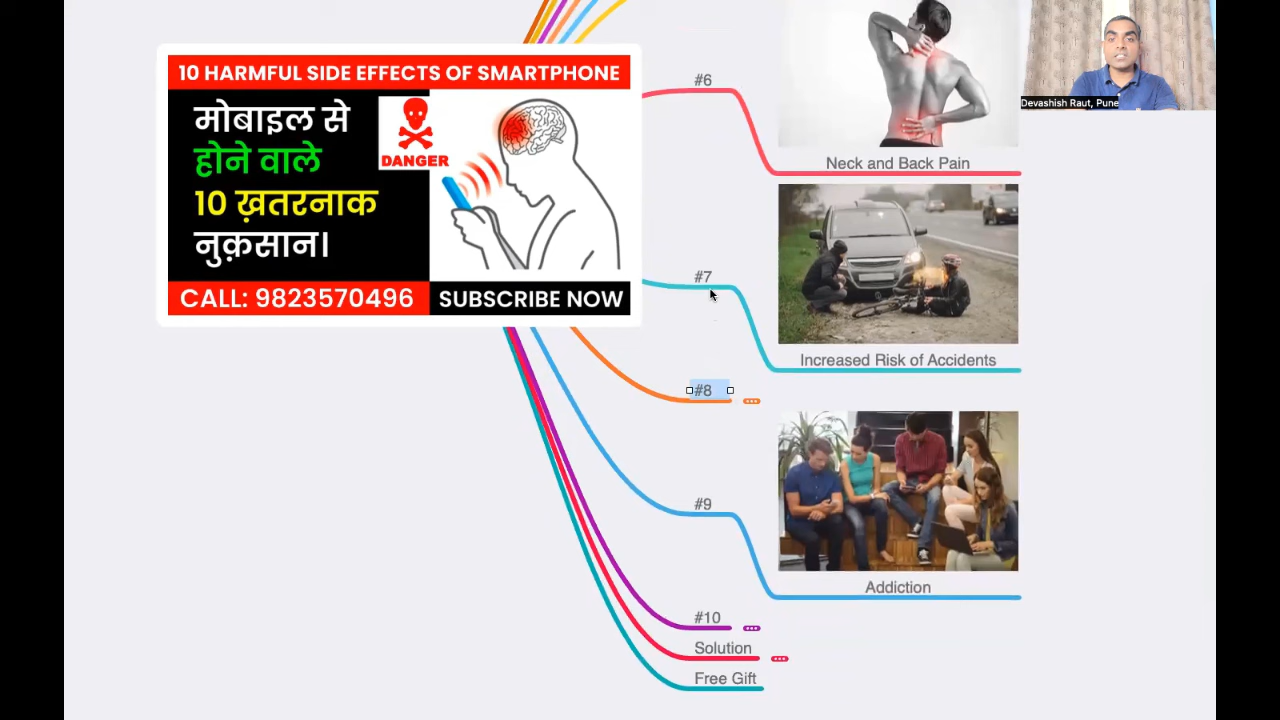 10 HARMFUL SIDE EFFECTS OF SMARTPHONE
मोबाइल से
होने वाले
10 ख़तरनाक
नुक़सान।
DANGER
CALL: 9823570496
SUBSCRIBE NOW
#6
Neck and Back Pain
Devashish Raut, Pune
#7
Increased Risk of Accidents
#8
#9
Addiction
#10
Solution
Free Gift